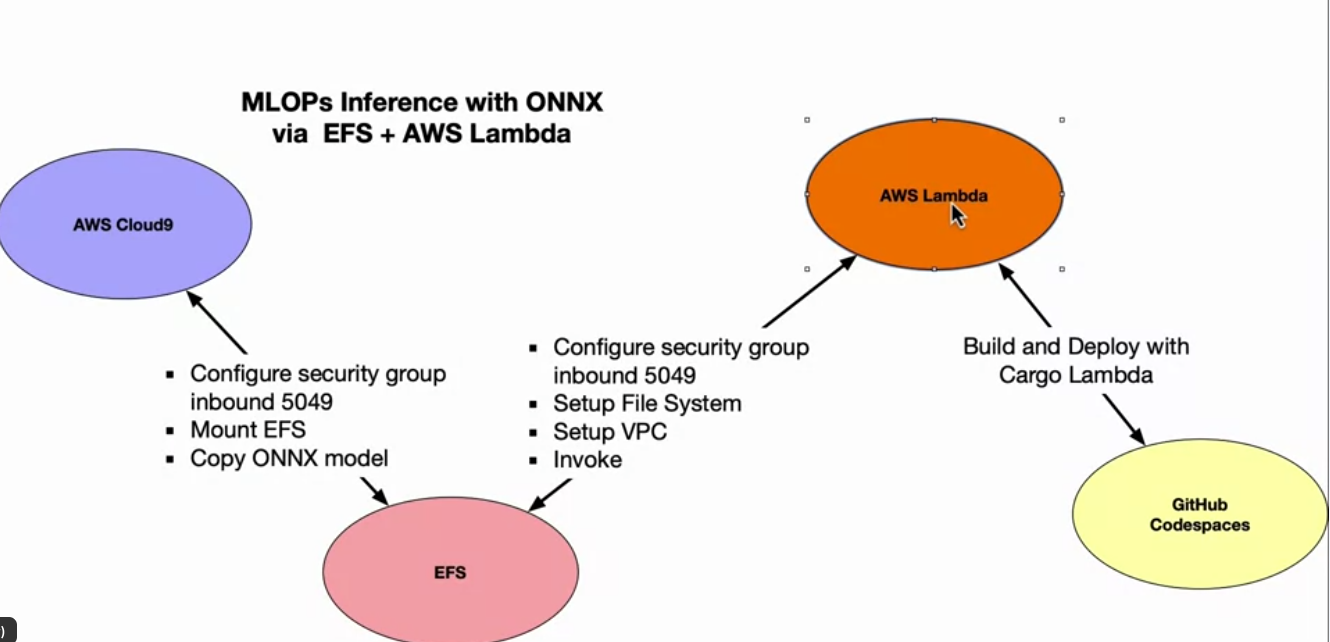 MLOPs Inference with ONNX
via EFS + AWS Lambda
AWS Cloud9
AWS Lambda
▪ Configure security group
inbound 5049
▪ Mount EFS
▪ Copy ONNX model
▪ Configure security group
inbound 5049
▪ Setup File System
▪ Setup VPC
▪ Invoke
Build and Deploy with
Cargo Lambda
EFS
GitHub
Codespaces
)